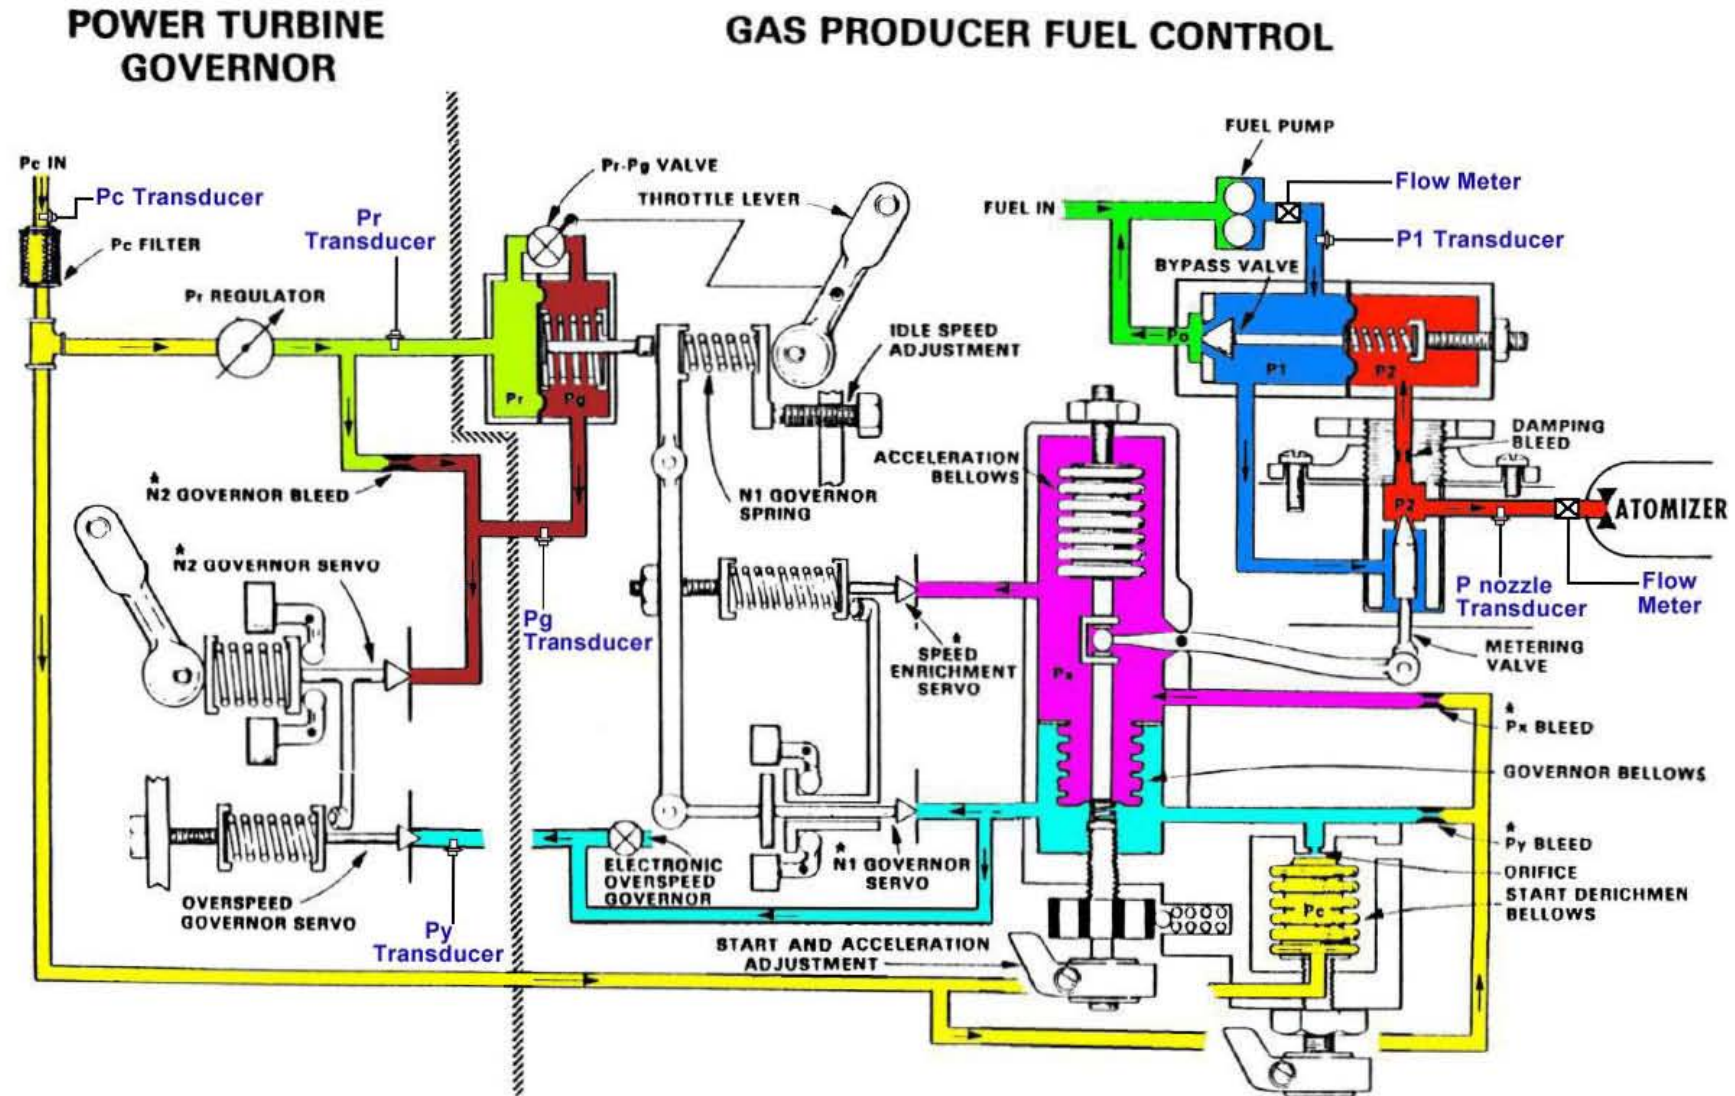 POWER TURBINE
GOVERNOR
GAS PRODUCER FUEL CONTROL
Pc IN
Pc Transducer
Pc FILTER
Pr
Transducer
Pr REGULATOR
Pr-Pg VALVE
THROTTLE LEVER
FUEL PUMP
FUEL IN
Flow Meter
P1 Transducer
BYPASS VALVE
IDLE SPEED
ADJUSTMENT
Po
P1
P2
Pr
Pg
DAMPING
BLEED
ACCELERATION
BELLOWS
*
N2 GOVERNOR BLEED
N1 GOVERNOR
SPRING
P2
ATOMIZER
*
N2 GOVERNOR SERVO
P nozzle
Transducer
Flow
Meter
Pg
Transducer
*
SPEED
ENRICHMENT
SERVO
Px
METERING
VALVE
*
Px BLEED
GOVERNOR BELLOWS
*
Py BLEED
ELECTRONIC
OVERSPEED
GOVERNOR
*
N1 GOVERNOR
SERVO
ORIFICE
START DERICHMEN
BELLOWS
Pc
OVERSPEED
GOVERNOR SERVO
Py
Transducer
START AND ACCELERATION
ADJUSTMENT